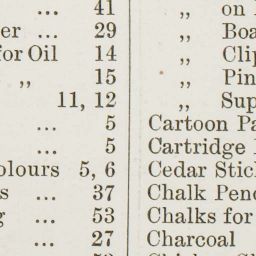 ... 41
er ... 29
for Oil 14
„ 15
11, 12
... 5
... 5
olours 5, 6
s ... 37
g ... 53
... 27
„ on
„ Boa
„ Cli
„ Pin
„ Sup
Cartoon Pa
Cartridge
Cedar Stic
Chalk Penc
Chalks for
Charcoal